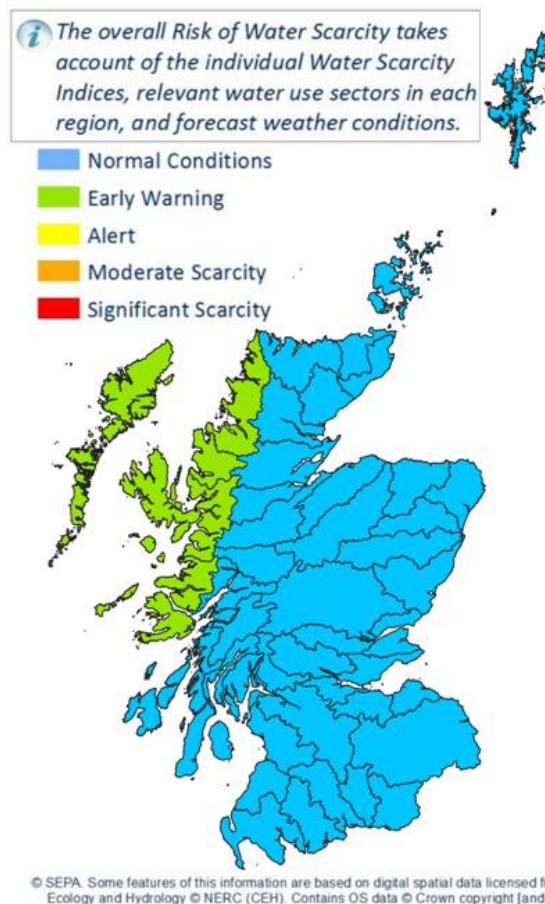 The overall Risk of Water Scarcity takes
account of the individual Water Scarcity
Indices, relevant water use sectors in each
region, and forecast weather conditions.
Normal Conditions
Early Warning
Alert
Moderate Scarcity
Significant Scarcity
© SEPA. Some features of this information are based on digital spatial data licensed
Ecology and Hydrology © NERC (CEH). Contains OS data © Crown copyright [and